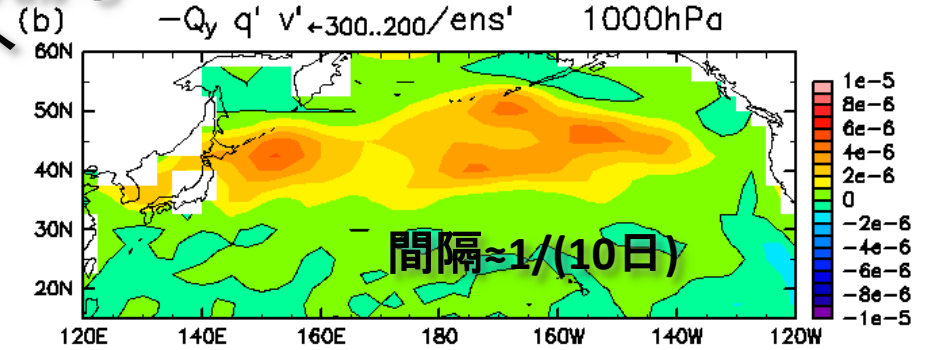 (b) -Qy q' v'←300..200/ens' 1000hPa
60N
50N
40N
30N
20N
120E 140E 160E 180 160W 140W 120W
間隔≈1/(10日)
1e-5
8e-6
6e-6
4e-6
2e-6
0
-2e-6
-4e-6
-6e-6
-8e-6
-1e-5